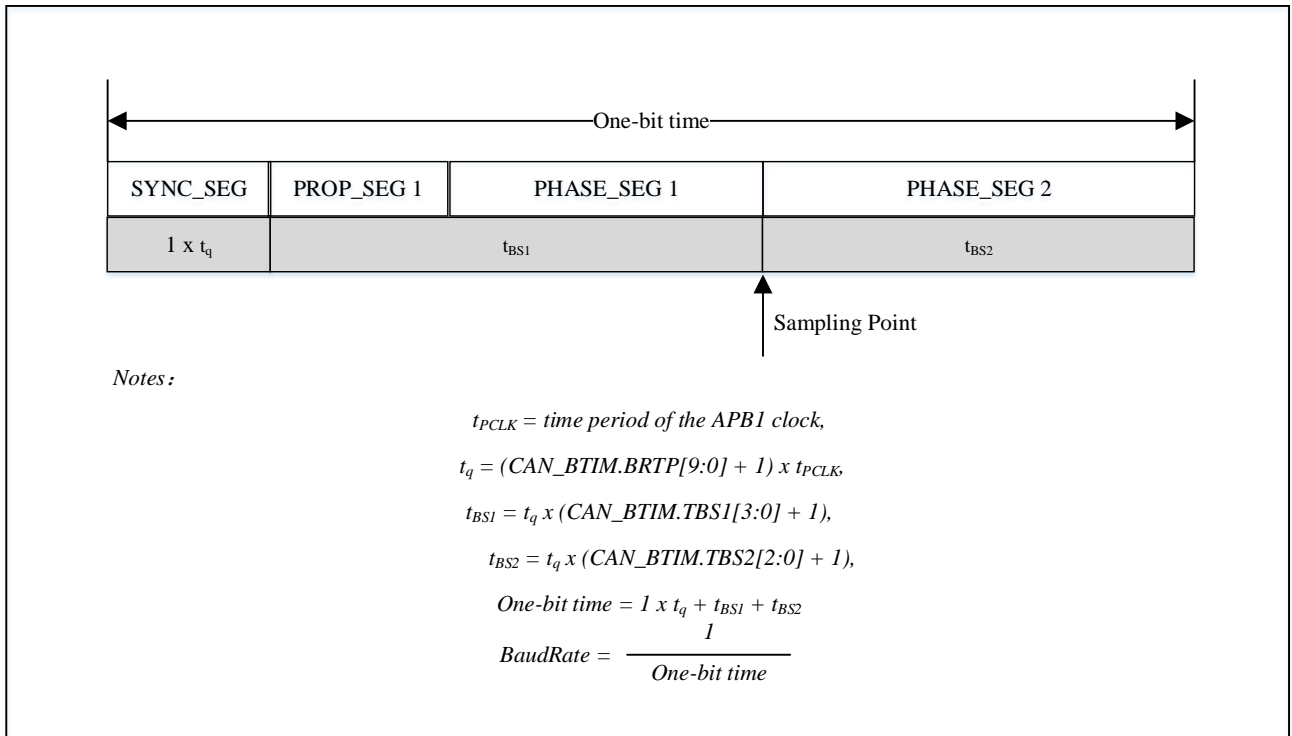 One-bit time
SYNC_SEG PROP_SEG 1 PHASE_SEG 1 PHASE_SEG 2
1 x tq tBS1 tBS2
Sampling Point
Notes：
tPCLK = time period of the APB1 clock,
tq = (CAN_BTIM.BRTP[9:0] + 1) x tPCLK,
tBS1 = tq x (CAN_BTIM.TBS1[3:0] + 1),
tBS2 = tq x (CAN_BTIM.TBS2[2:0] + 1),
One-bit time = 1 x tq + tBS1 + tBS2
1
BaudRate =
One-bit time